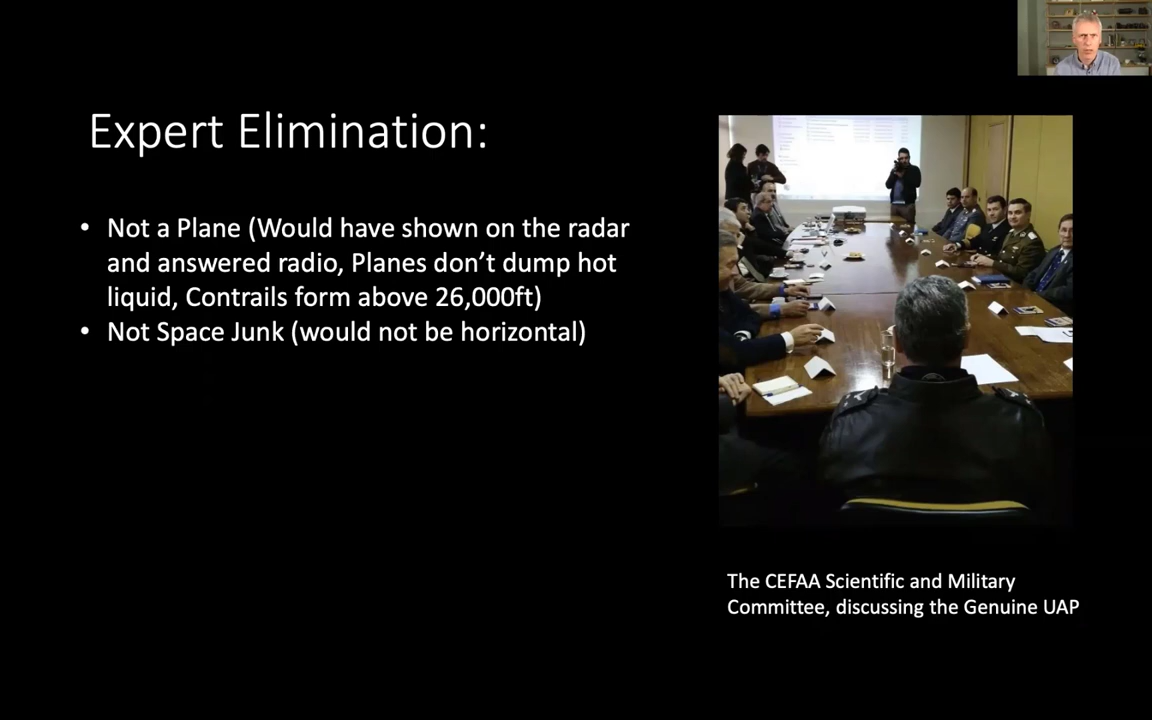 Expert Elimination:
• Not a Plane (Would have shown on the radar
and answered radio, Planes don’t dump hot
liquid, Contrails form above 26,000ft)
• Not Space Junk (would not be horizontal)
The CEFAA Scientific and Military
Committee, discussing the Genuine UAP